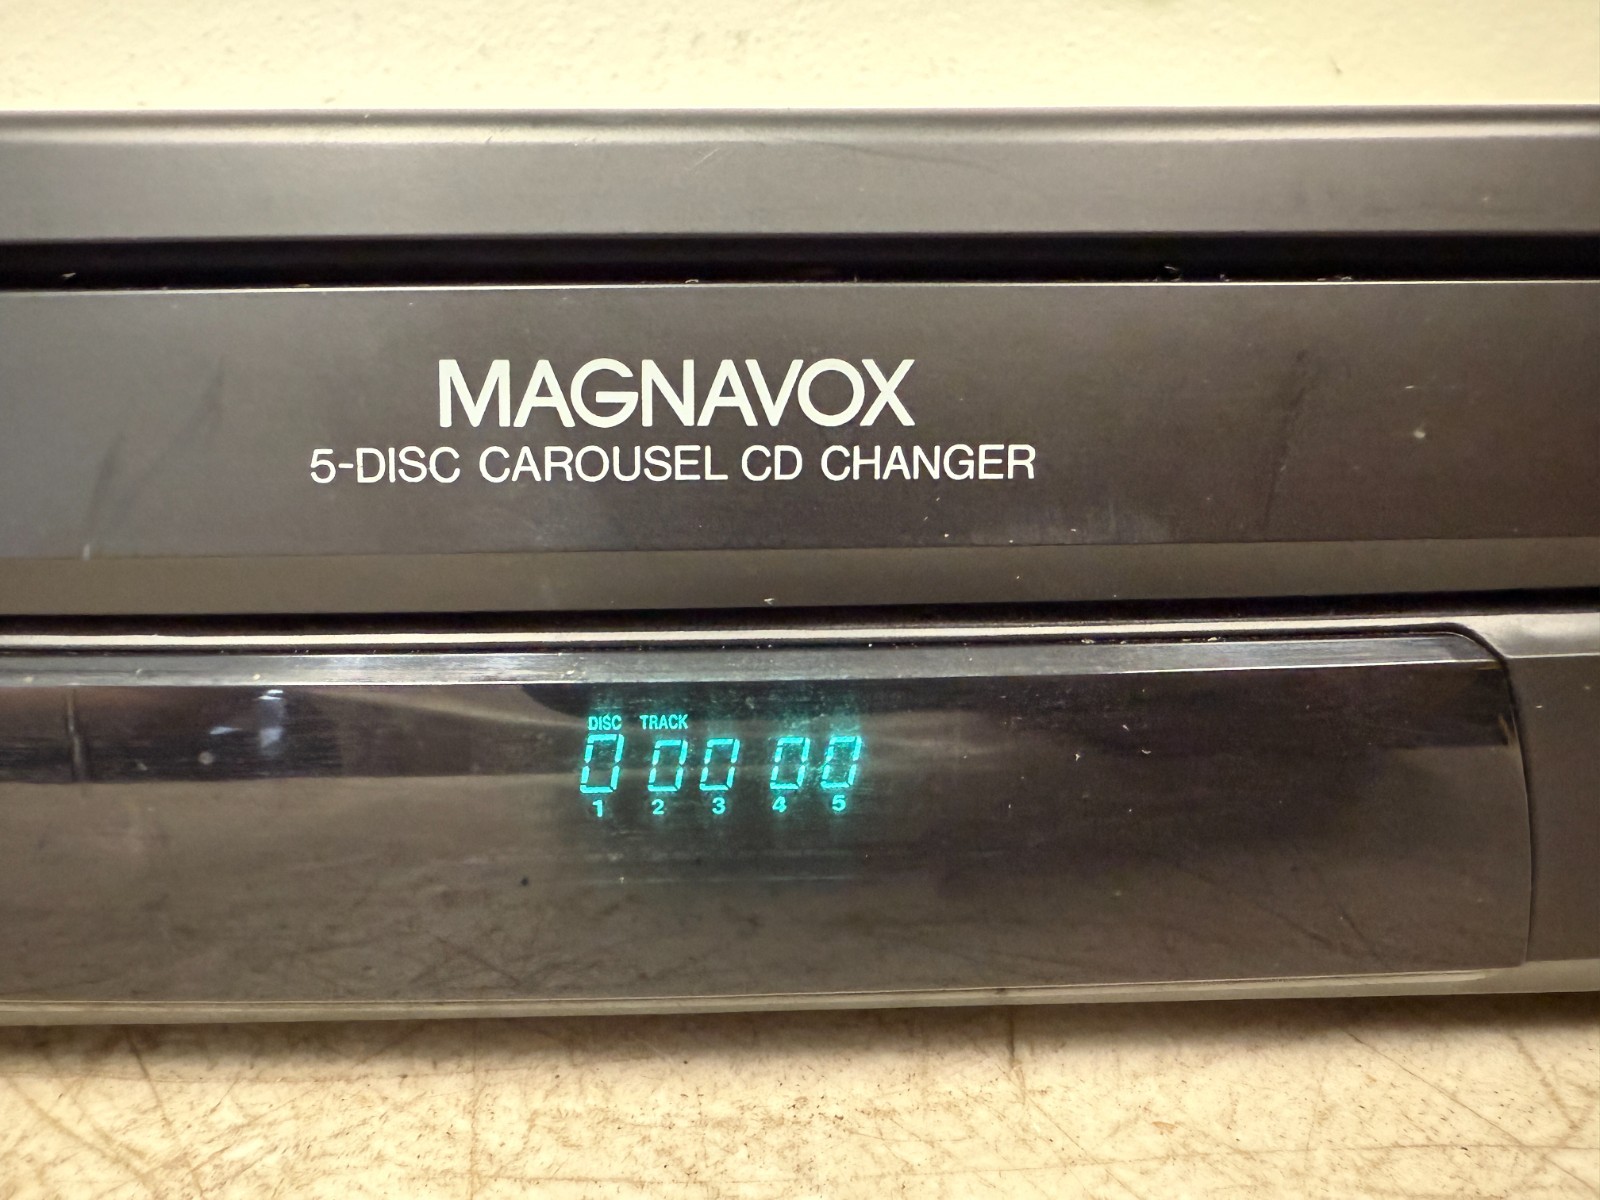 MAGNAVOX
5-DISC CAROUSEL CD CHANGER
DISC TRACK
0 00 00
1 2 3 4 5